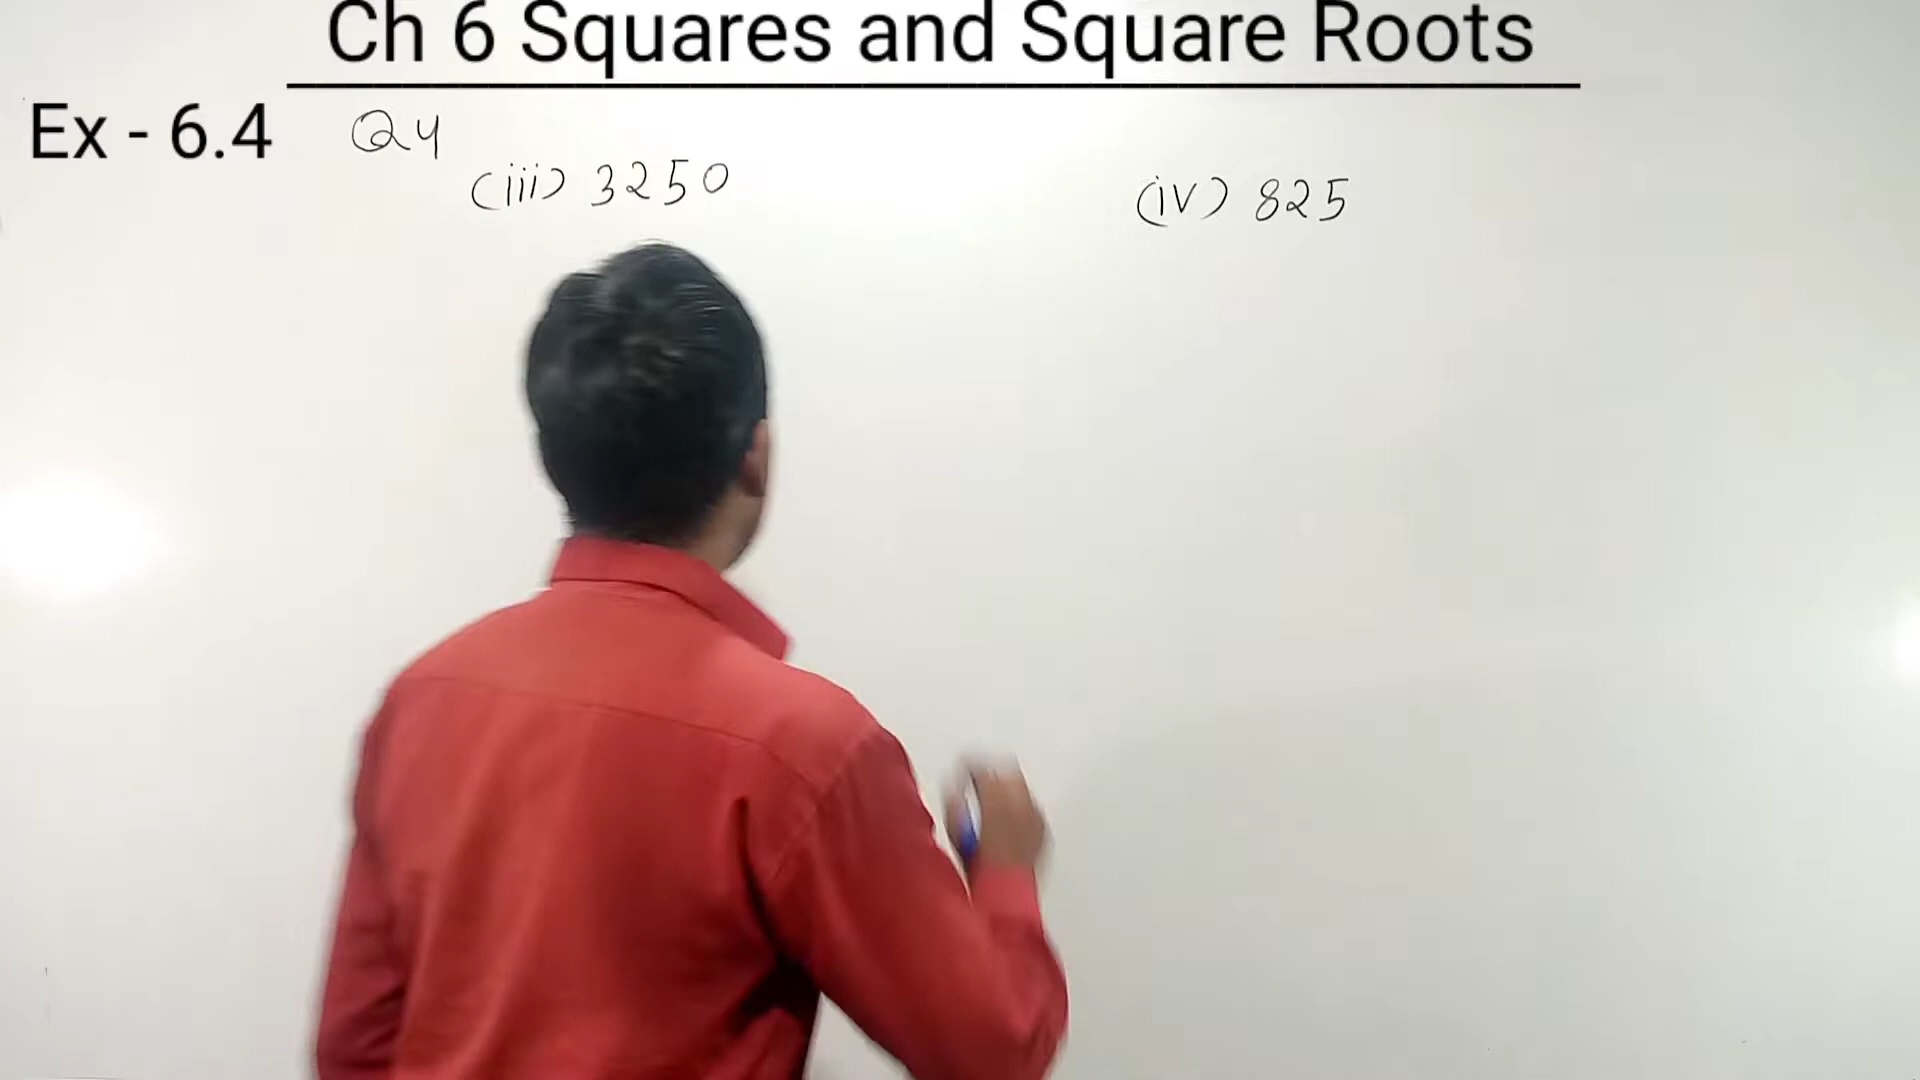 Ch 6 Squares and Square Roots
Ex - 6.4 Q4
(iii) 3250 (iv) 825